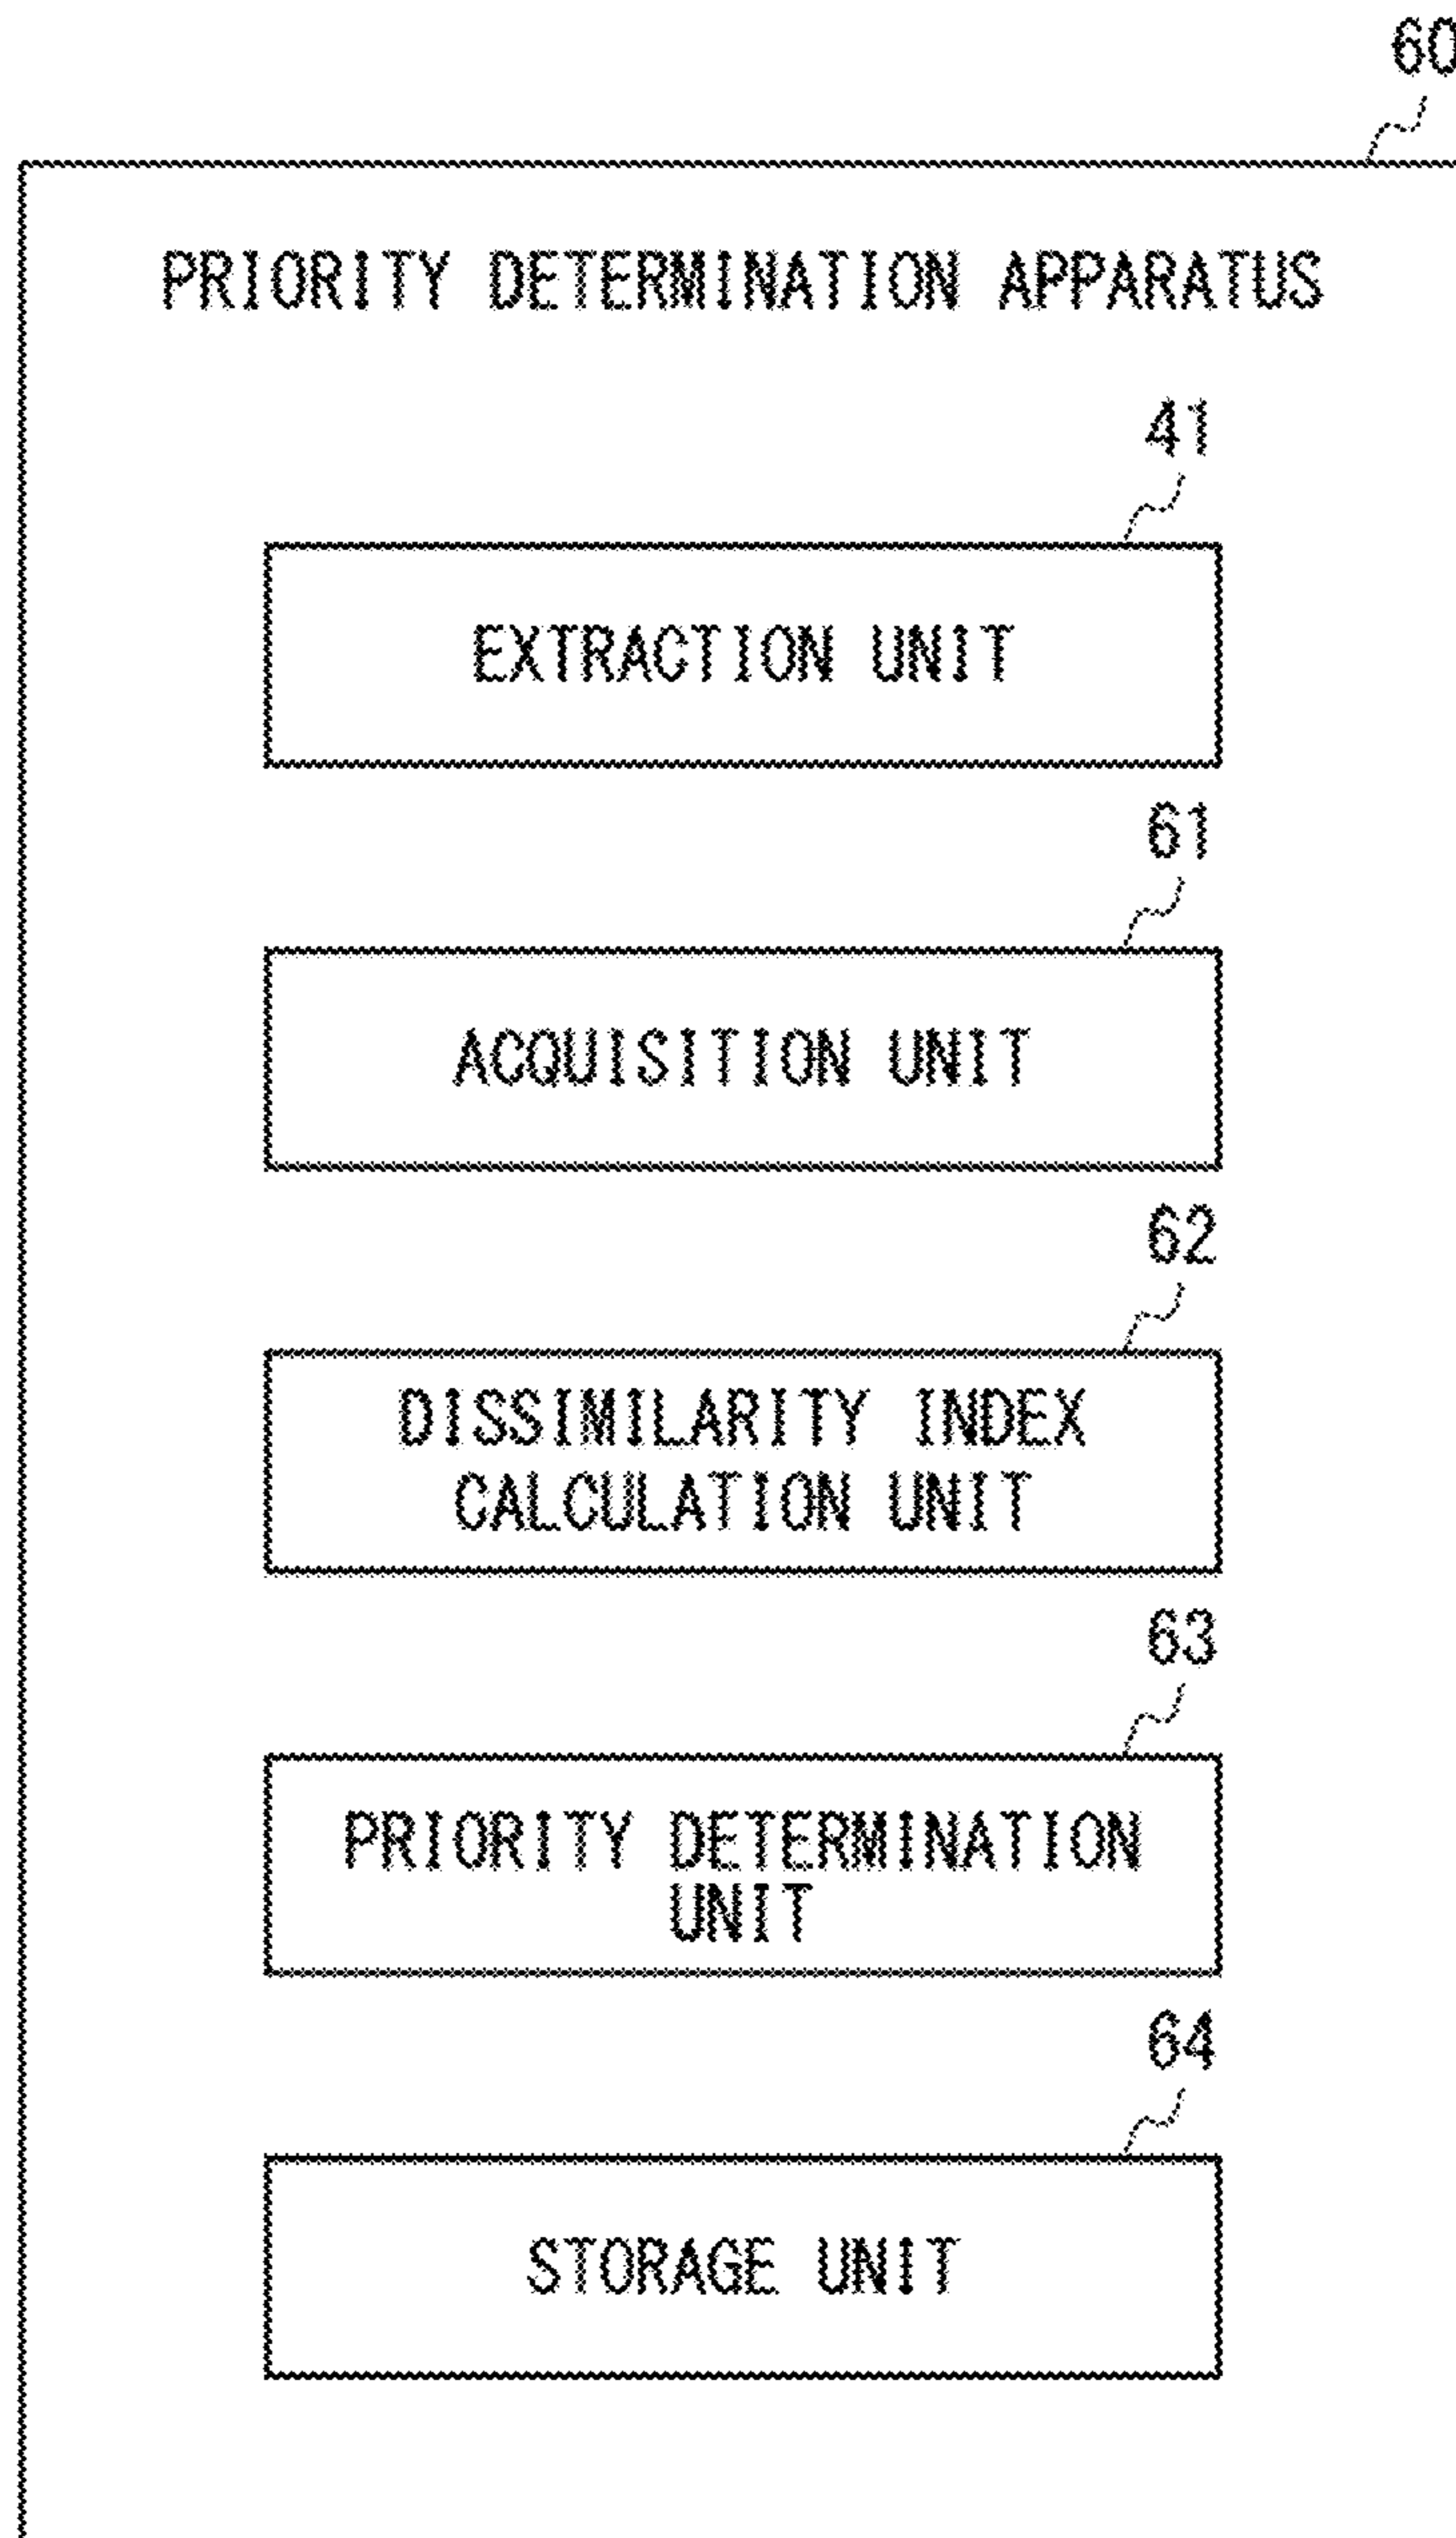 60
PRIORITY DETERMINATION APPARATUS
41
EXTRACTION UNIT
61
ACQUISITION UNIT
62
DISSIMILARITY INDEX
CALCULATION UNIT
63
PRIORITY DETERMINATION
UNIT
64
STORAGE UNIT